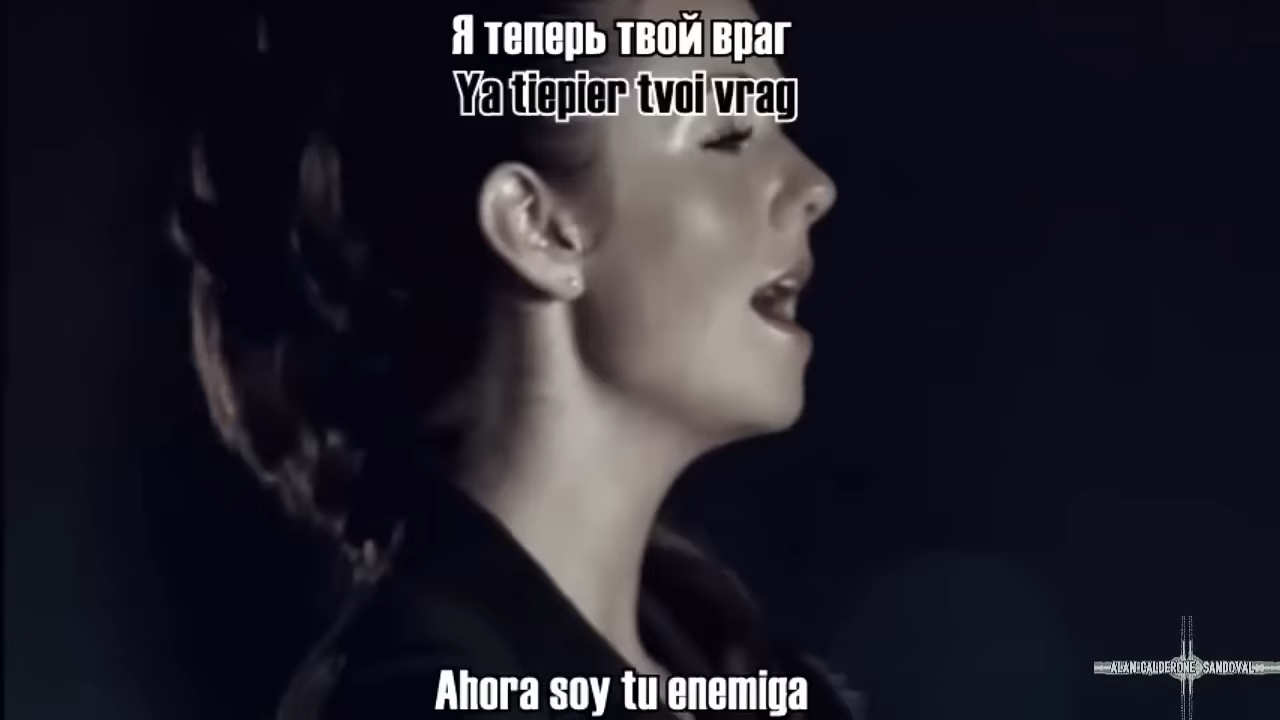 Я теперь твой враг
Ya tiepier tvoi vrag
ALAN CALDERONE SANDOVAL
Ahora soy tu enemiga